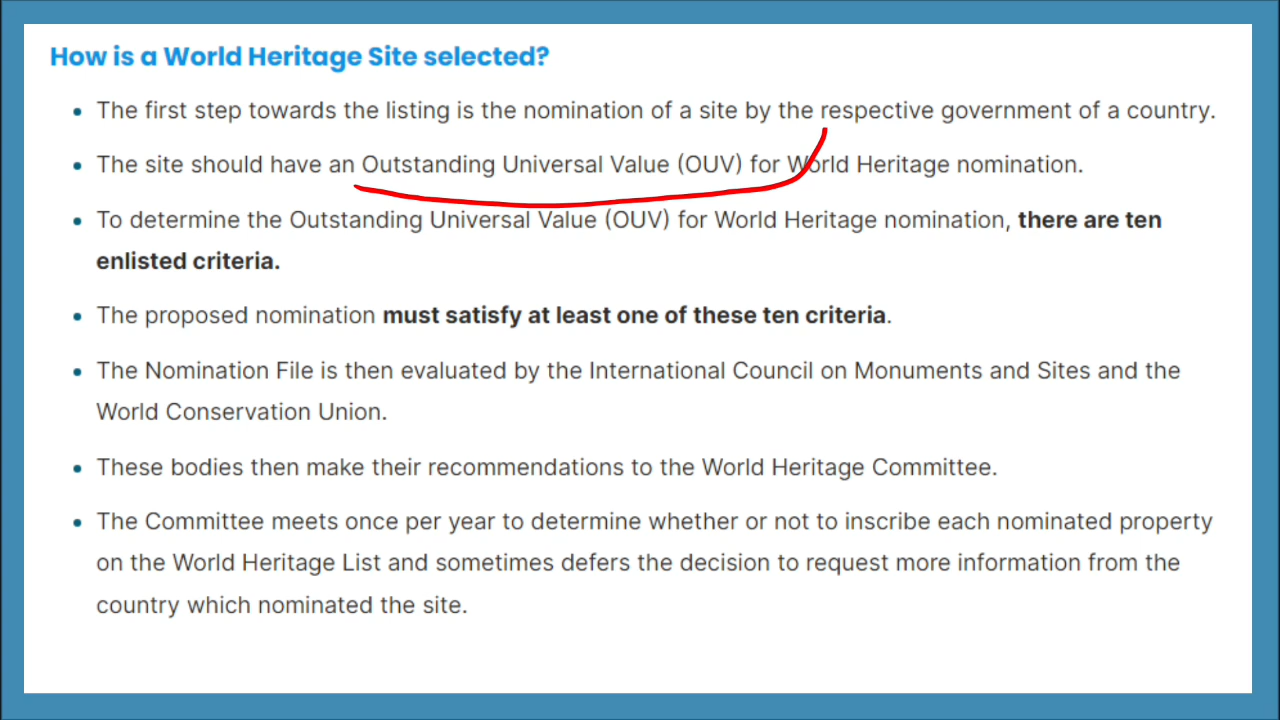 How is a World Heritage Site selected?
• The first step towards the listing is the nomination of a site by the respective government of a country.
• The site should have an Outstanding Universal Value (OUV) for World Heritage nomination.
• To determine the Outstanding Universal Value (OUV) for World Heritage nomination, there are ten
enlisted criteria.
• The proposed nomination must satisfy at least one of these ten criteria.
• The Nomination File is then evaluated by the International Council on Monuments and Sites and the
World Conservation Union.
• These bodies then make their recommendations to the World Heritage Committee.
• The Committee meets once per year to determine whether or not to inscribe each nominated property
on the World Heritage List and sometimes defers the decision to request more information from the
country which nominated the site.